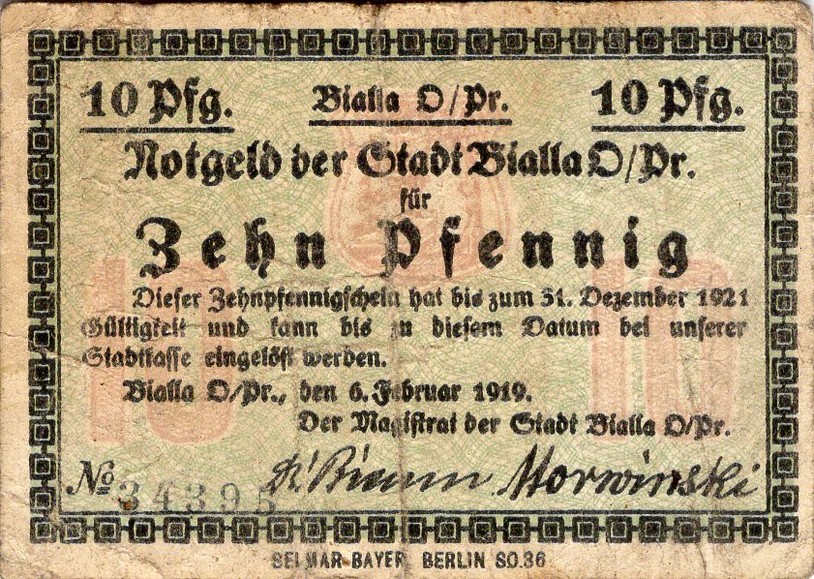 10 Pfg. Bialla O/Pr. 10 Pfg.
Notgeld der Stadt Bialla O/Pr.
für
Zehn Pfennig
Dieser Zehnpfennigschein hat bis zum 31. Dezember 1921
Gültigkeit und kann bis zu diesem Datum bei unserer
Stadtkasse eingelöst werden.
Bialla O/Pr., den 6. Februar 1919.
Der Magistrat der Stadt Bialla O/Pr.
No 34395 Morwinski
10 10
SELMAR BAYER BERLIN SO.36